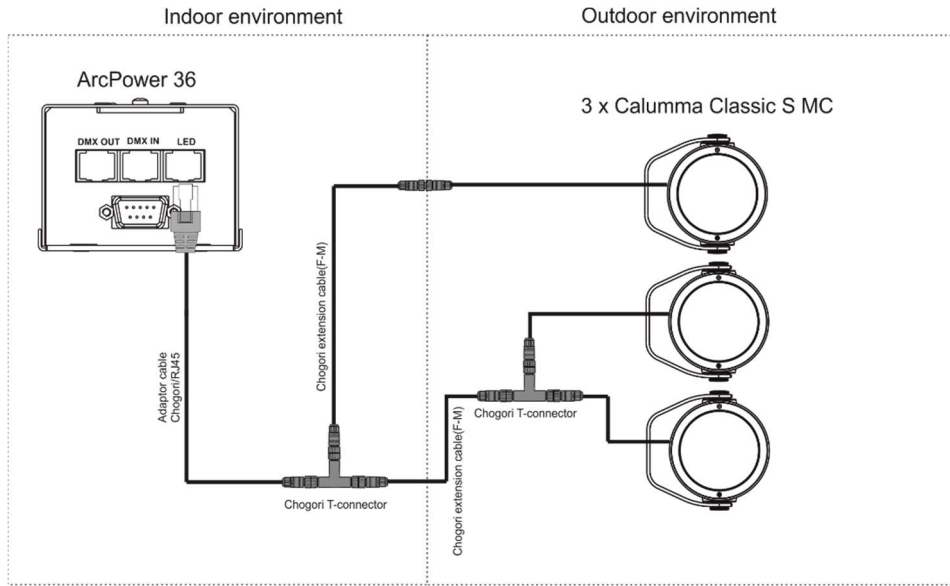 Indoor environment
Outdoor environment
ArcPower 36
3 x Calumma Classic S MC
DMX OUT DMX IN LED
Chogori extension cable(F-M)
Adaptor cable
Chogori/RJ45
Chogori T-connector
Chogori extension cable(F-M)
Chogori T-connector